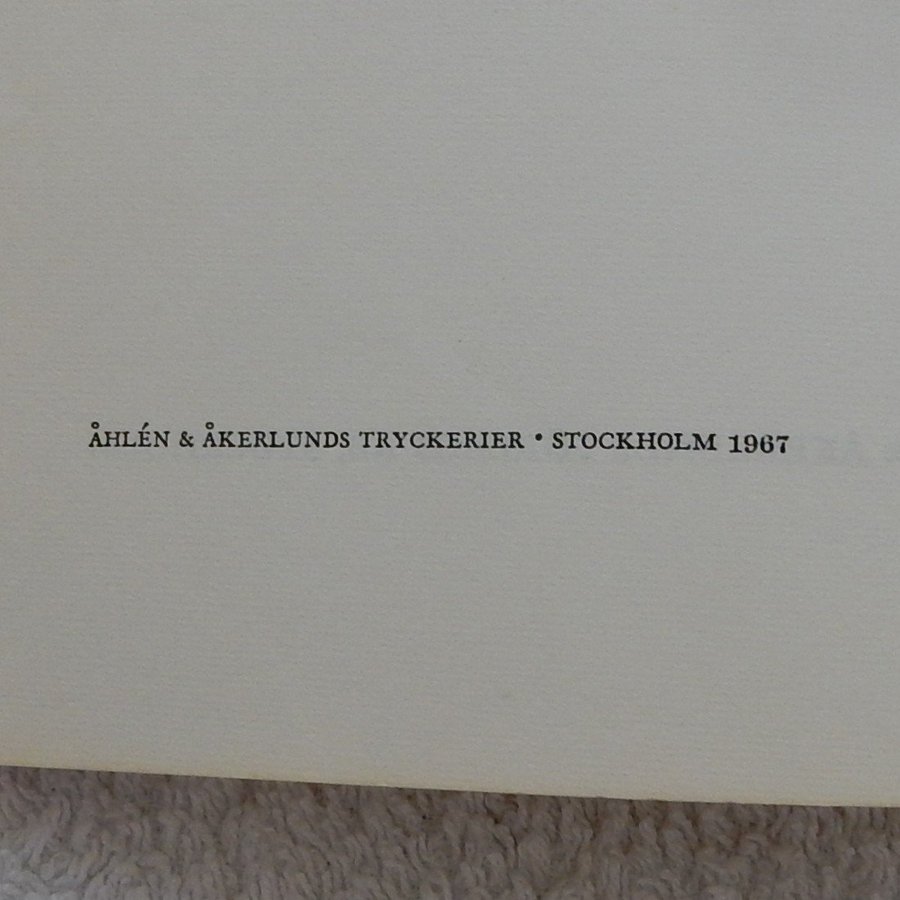 ÅHLÉN & ÅKERLUNDS TRYCKERIER • STOCKHOLM 1967